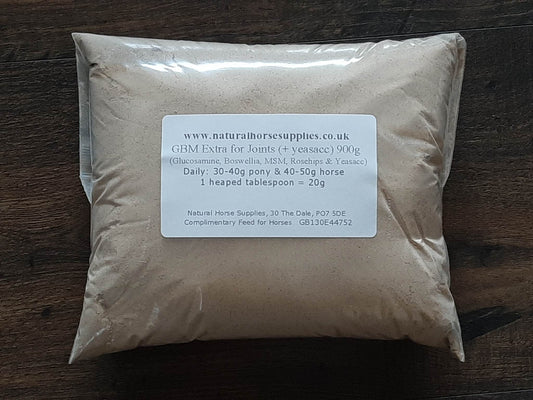 www.naturalhorsesupplies.co.uk
GBM Extra for Joints (+ yeasacc) 900g
(Glucosamine, Boswellia, MSM, Rosehips & Yeasacc)
Daily: 30-40g pony & 40-50g horse
1 heaped tablespoon = 20g
Natural Horse Supplies, 30 The Dale, PO7 5DE
Complimentary Feed for Horses GB130E44752